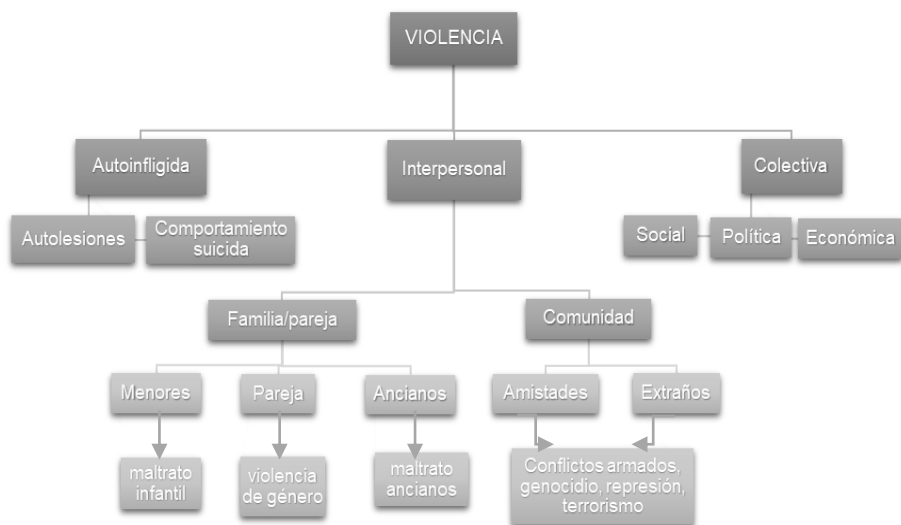 VIOLENCIA
Autoinfligida
Interpersonal
Colectiva
Autolesiones
Comportamiento
suicida
Social
Política
Económica
Familia/pareja
Comunidad
Menores
Pareja
Ancianos
Amistades
Extraños
maltrato
infantil
violencia
de género
maltrato
ancianos
Conflictos armados,
genocidio, represión,
terrorismo